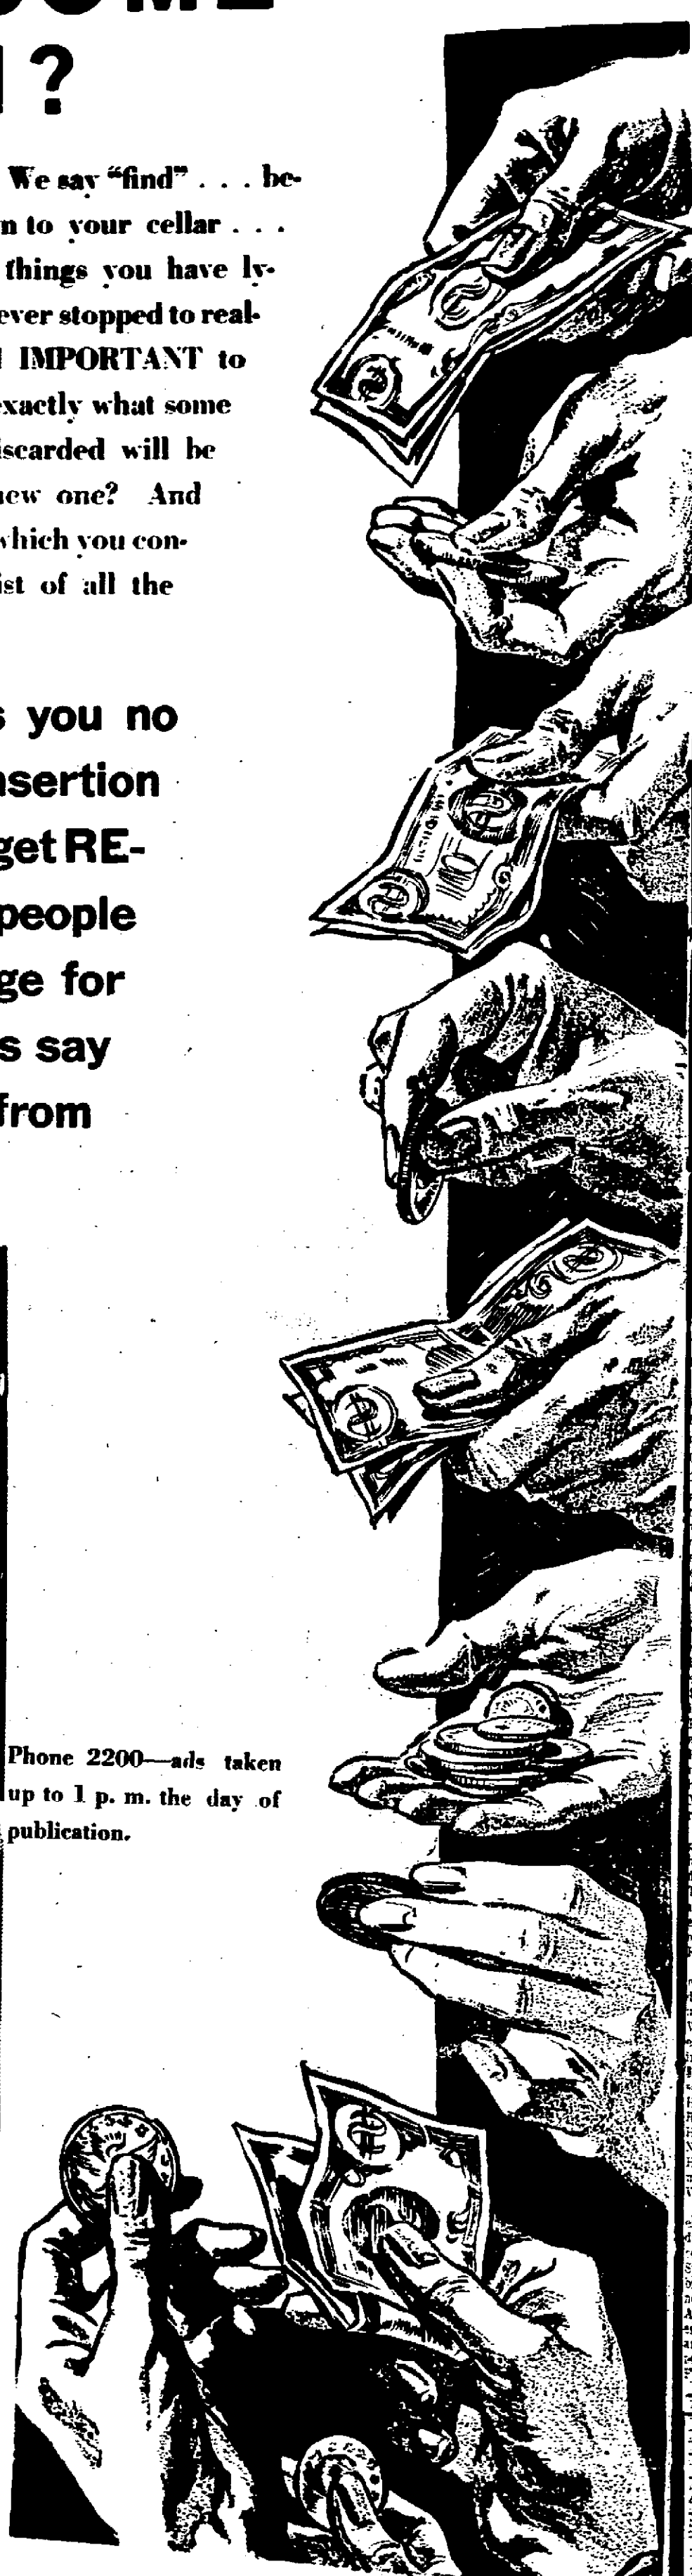 ?
We say “find” . . . be-
to your cellar . . .
things you have ly-
ever stopped to real-
IMPORTANT to
exactly what some
iscarded will be
new one? And
which you con-
ist of all the
s you no
nsertion
get RE-
people
ge for
s say
from
Phone 2200—ads taken
up to 1 p. m. the day of
publication.